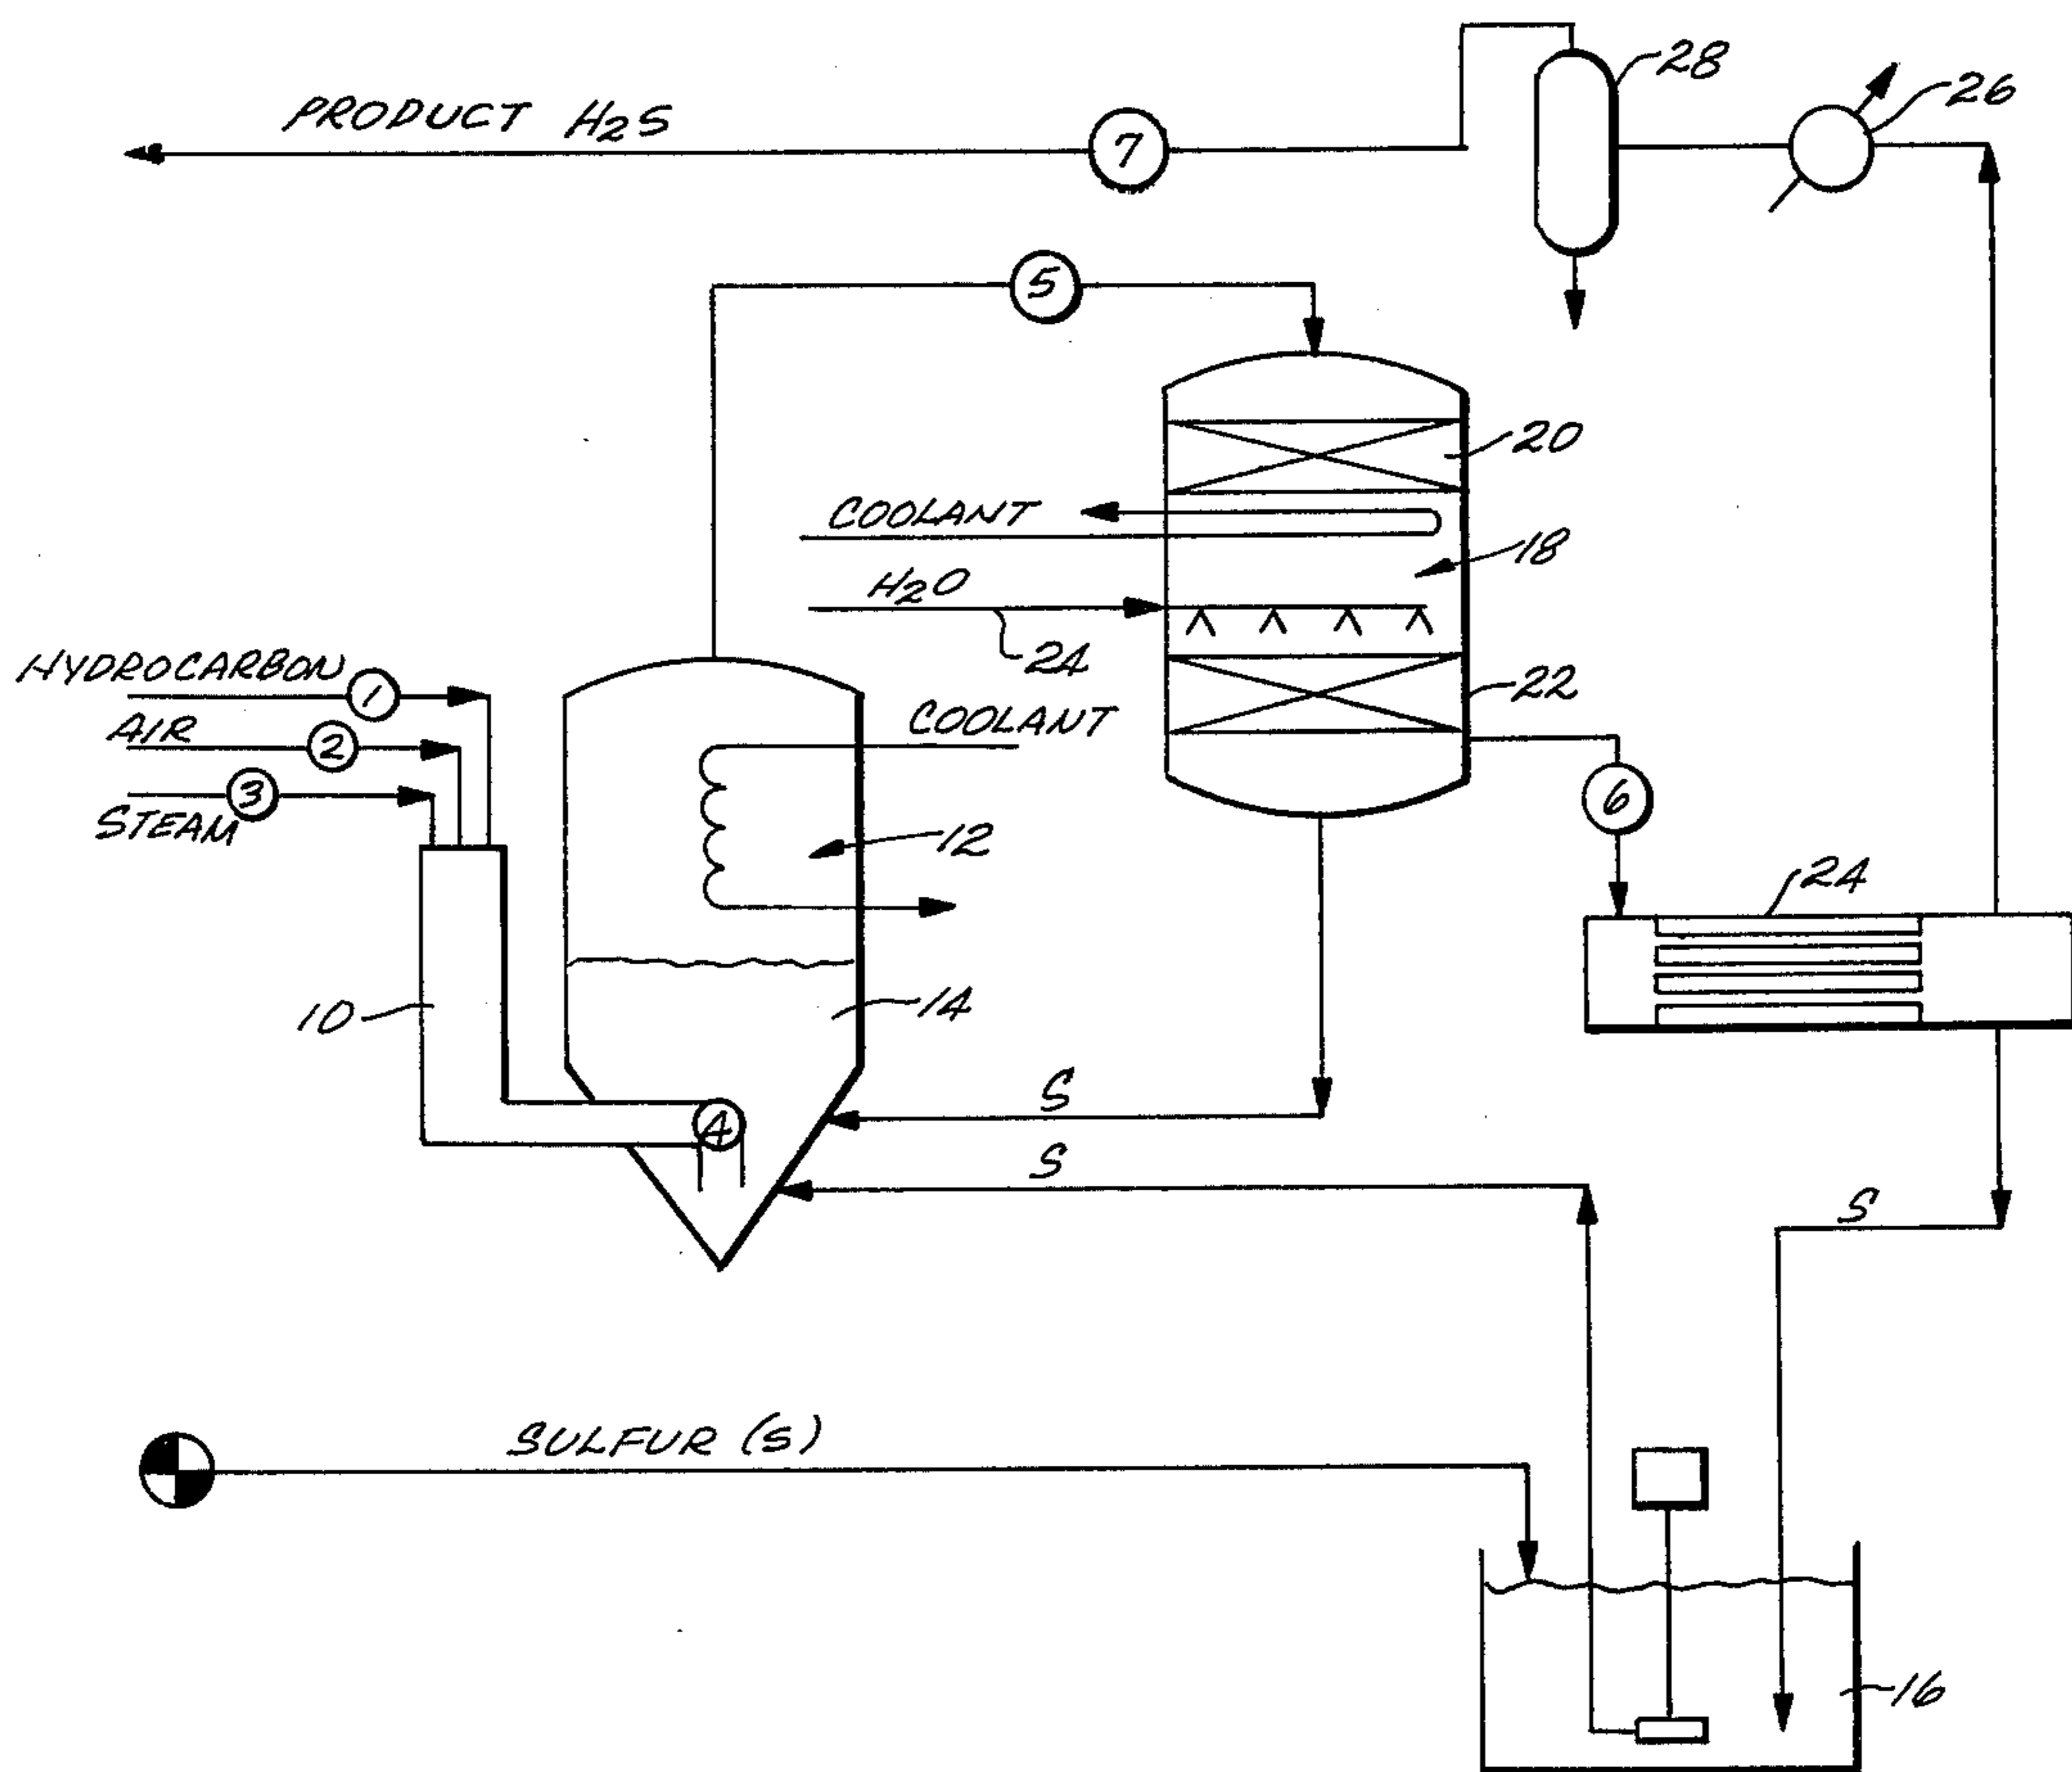 28
26
PRODUCT H2S
7
5
20
COOLANT
18
H2O
24
22
HYDROCARBON
1
AIR
2
COOLANT
3
STEAM
6
12
24
10
14
S
4
S
S
SULFUR (S)
16